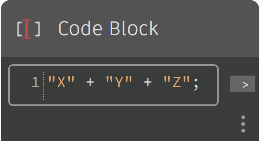 [I] Code Block
1 "X" + "Y" + "Z";
>